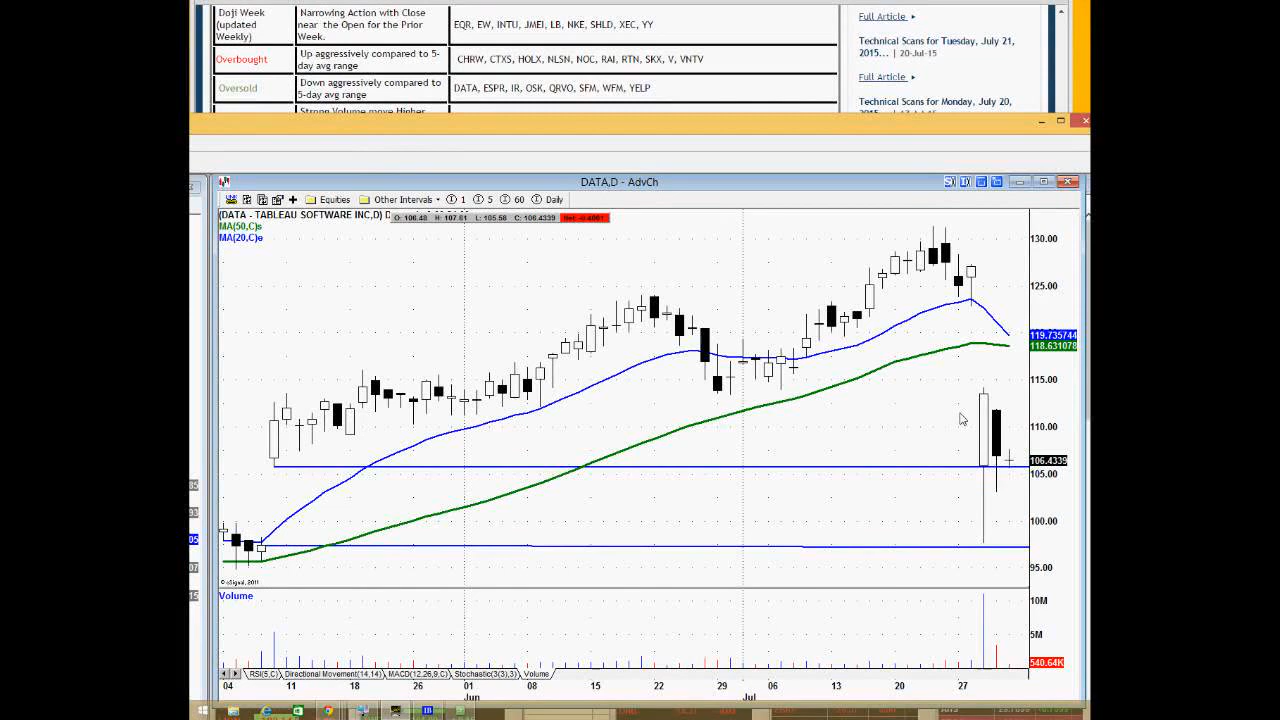 Doji Week
(updated
Weekly)
Narrowing Action with Close
near the Open for the Prior
Week.
EQR, EW, INTU, JMEI, LB, NKE, SHLD, XEC, YY
Overbought
Up aggressively compared to 5-
day avg range
CHRW, CTXS, HOLX, NLSN, NOC, RAI, RTN, SKX, V, VNTV
Oversold
Down aggressively compared to
5-day avg range
DATA, ESPR, IR, OSK, QRVO, SFM, WFM, YELP
Strong Volume move Higher
Full Article
Technical Scans for Tuesday, July 21,
2015... | 20-Jul-15
Full Article
Technical Scans for Monday, July 20,
DATA,D - AdvCh
Equities
Other Intervals
1
5
60
Daily
(DATA - TABLEAU SOFTWARE INC,D) D
O: 106.48 H: 107.61 L: 105.58 C: 106.4339
MA(50,C)s
MA(20,C)e
130.00
125.00
119.735744
118.631078
115.00
110.00
106.4339
105.00
100.00
95.00
© eSignal, 2011
Volume
10M
5M
540.64K
RSI(5,C)
Directional Movement(14,14)
MACD(12,26,9,C)
Stochastic(3(3),3)
Volume
04
11
18
26
01
08
15
22
29
06
13
20
27
Jun
Jul